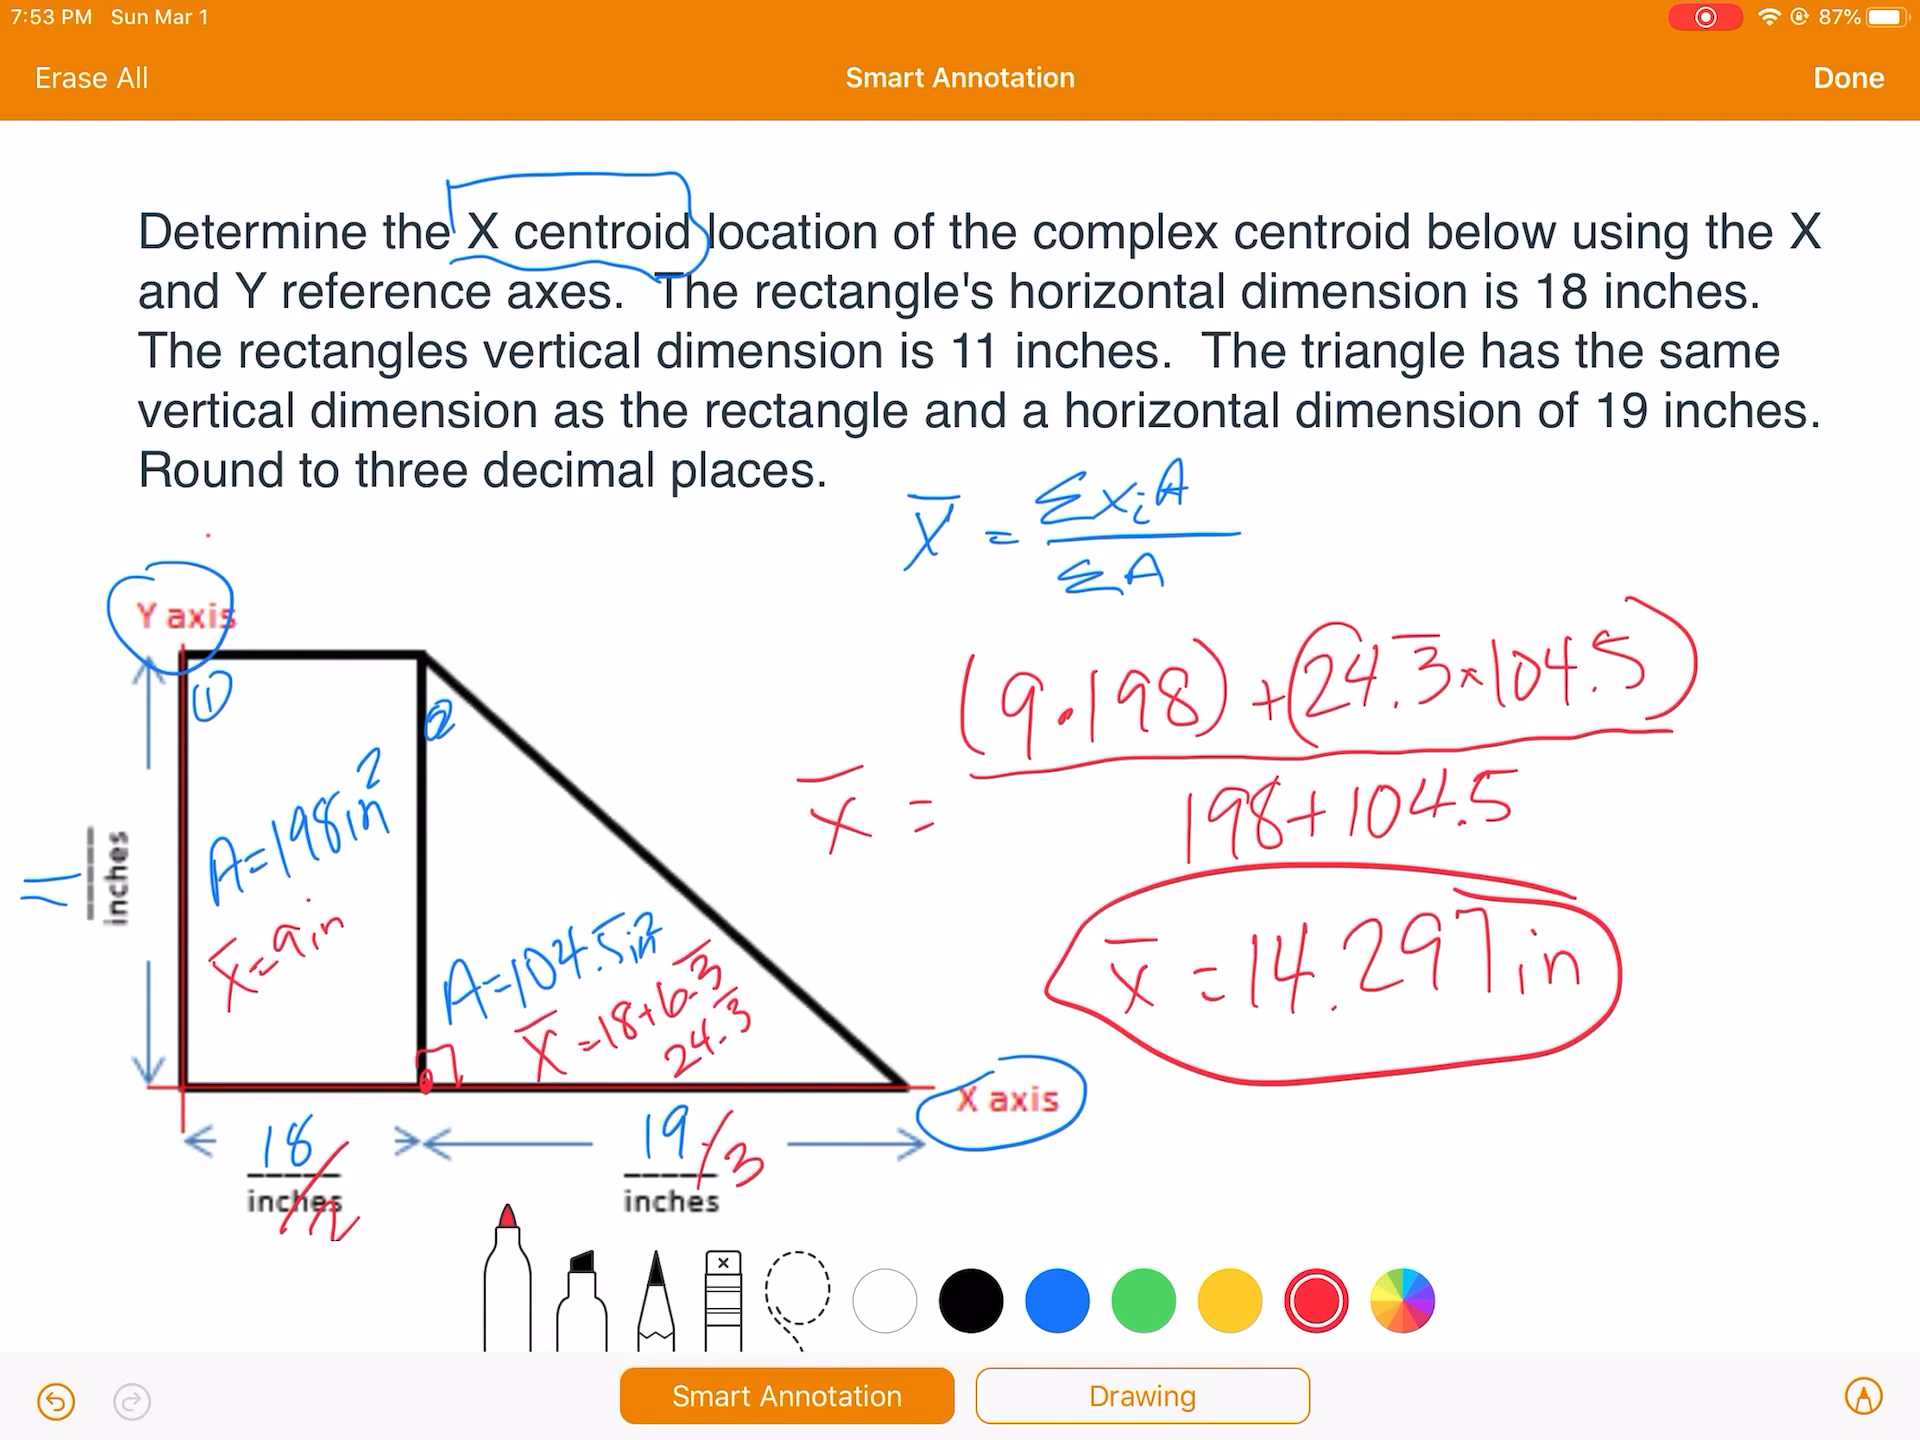 7:53 PM Sun Mar 1
87%
Erase All
Smart Annotation
Done
Determine the X centroid location of the complex centroid below using the X
and Y reference axes. The rectangle's horizontal dimension is 18 inches.
The rectangles vertical dimension is 11 inches. The triangle has the same
vertical dimension as the rectangle and a horizontal dimension of 19 inches.
Round to three decimal places.
x̄ = ΣxᵢA / ΣA
Y axis
①
②
x̄ = (9·198) + (24.3̄×104.5) / 198+104.5
A=198in²
x̄=9in
11 inches
A=104.5in²
x̄=18+6.3̄
24.3̄
x̄=14.297in
X axis
18/2
inches
19/3
inches
Smart Annotation
Drawing